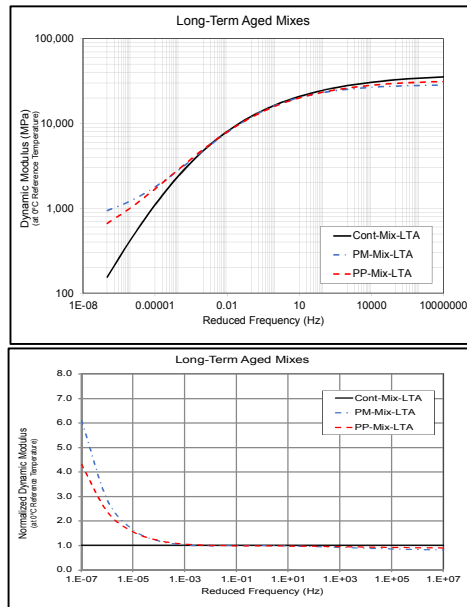 Long-Term Aged Mixes
100,000
10,000
1,000
100
Dynamic Modulus (MPa)
(at 0°C Reference Temperature)
Cont-Mix-LTA
PM-Mix-LTA
PP-Mix-LTA
1E-08 0.00001 0.01 10 10000 10000000
Reduced Frequency (Hz)
Long-Term Aged Mixes
8.0
7.0
6.0
5.0
4.0
3.0
2.0
1.0
0.0
Normalized Dynamic Modulus
(at 0°C Reference Temperature)
Cont-Mix-LTA
PM-Mix-LTA
PP-Mix-LTA
1.E-07 1.E-05 1.E-03 1.E-01 1.E+01 1.E+03 1.E+05 1.E+07
Reduced Frequency (Hz)